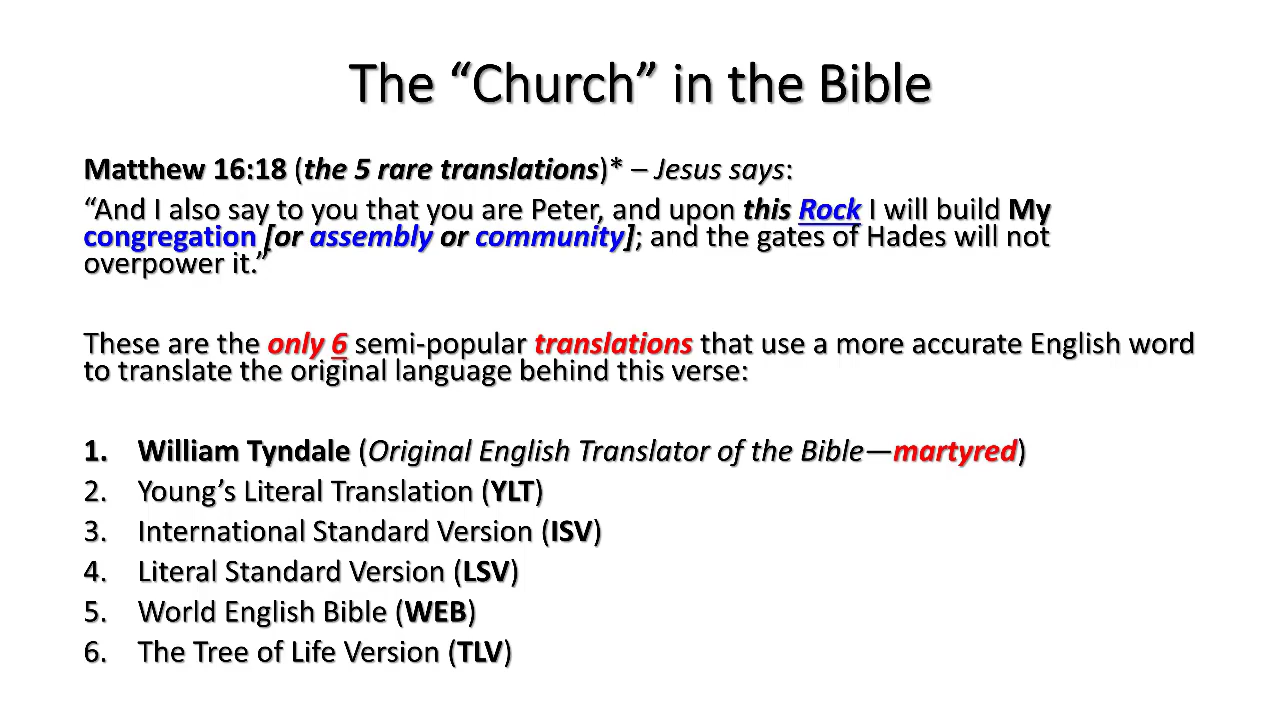 The “Church” in the Bible
Matthew 16:18 (the 5 rare translations)* – Jesus says:
“And I also say to you that you are Peter, and upon this Rock I will build My
congregation [or assembly or community]; and the gates of Hades will not
overpower it.”
These are the only 6 semi-popular translations that use a more accurate English word
to translate the original language behind this verse:
1. William Tyndale (Original English Translator of the Bible—martyred)
2. Young’s Literal Translation (YLT)
3. International Standard Version (ISV)
4. Literal Standard Version (LSV)
5. World English Bible (WEB)
6. The Tree of Life Version (TLV)